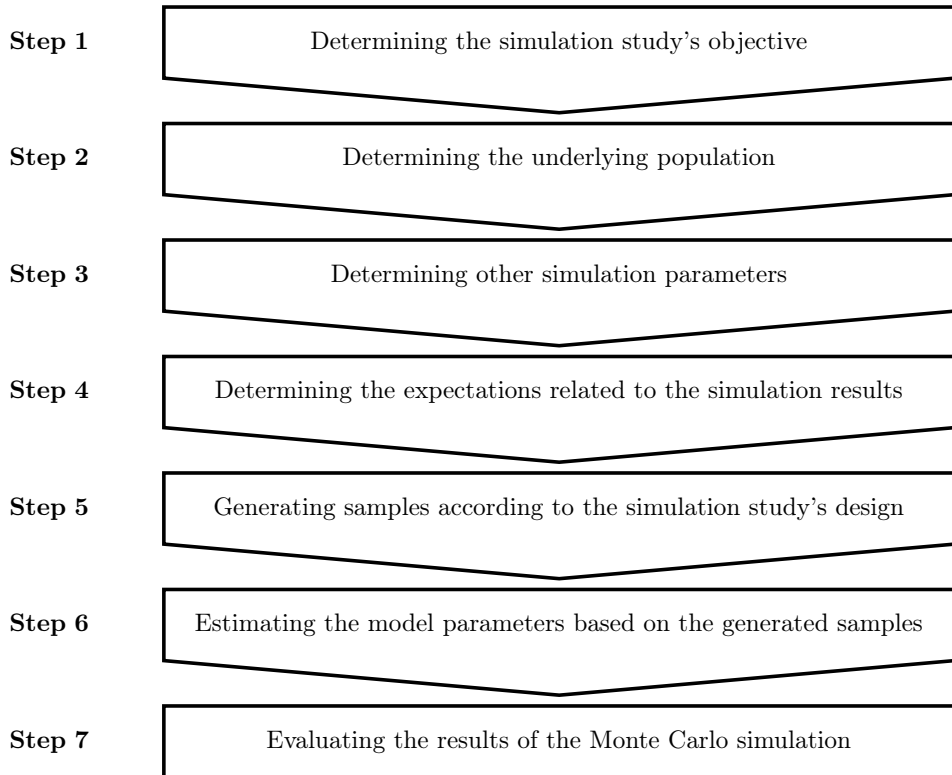 Step 1 Determining the simulation study's objective
Step 2 Determining the underlying population
Step 3 Determining other simulation parameters
Step 4 Determining the expectations related to the simulation results
Step 5 Generating samples according to the simulation study's design
Step 6 Estimating the model parameters based on the generated samples
Step 7 Evaluating the results of the Monte Carlo simulation